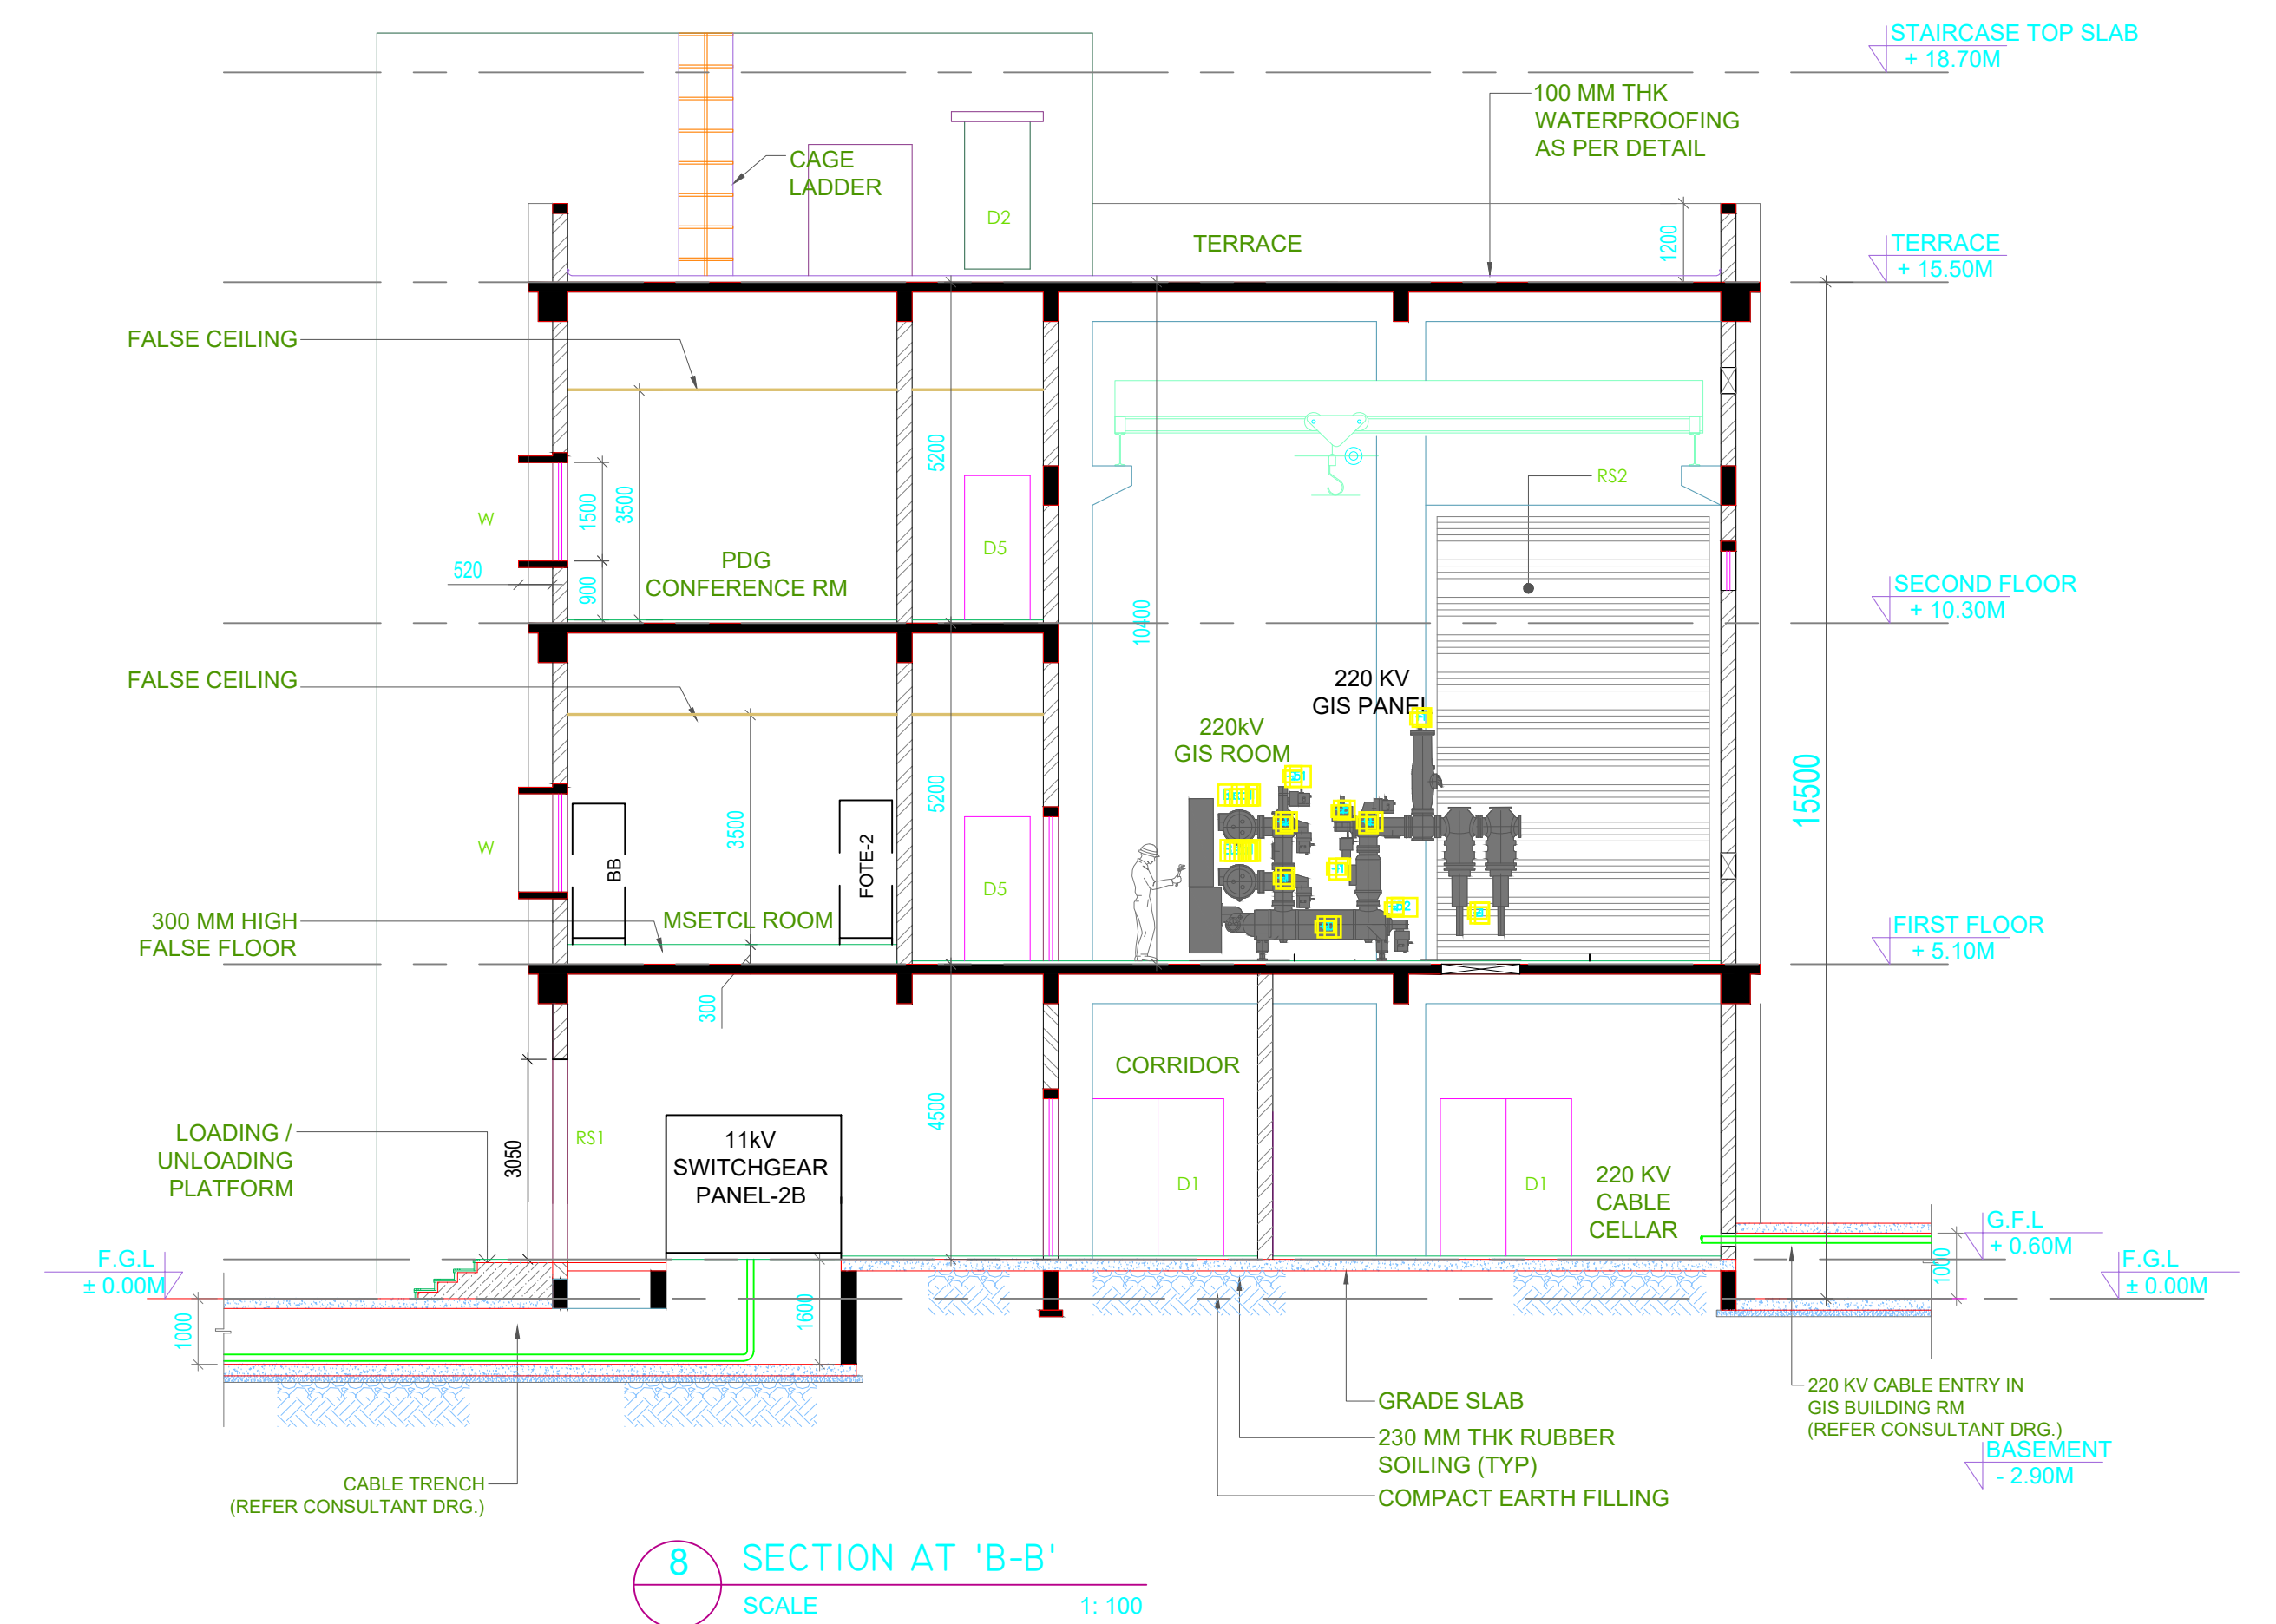 STAIRCASE TOP SLAB
+ 18.70M
100 MM THK
WATERPROOFING
AS PER DETAIL
CAGE
LADDER
D2
TERRACE
1200
TERRACE
+ 15.50M
FALSE CEILING
5200
3500
1500
W
520
900
PDG
CONFERENCE RM
D5
10400
RS2
SECOND FLOOR
+ 10.30M
FALSE CEILING
220 KV
GIS PANEL
220kV
GIS ROOM
15500
5200
3500
W
BB
FOTE-2
D5
300 MM HIGH
FALSE FLOOR
MSETCL ROOM
FIRST FLOOR
+ 5.10M
300
CORRIDOR
4500
3050
LOADING /
UNLOADING
PLATFORM
RS1
11kV
SWITCHGEAR
PANEL-2B
D1
D1
220 KV
CABLE
CELLAR
G.F.L
+ 0.60M
F.G.L
± 0.00M
F.G.L
± 0.00M
1000
1000
1600
220 KV CABLE ENTRY IN
GIS BUILDING RM
(REFER CONSULTANT DRG.)
GRADE SLAB
230 MM THK RUBBER
SOILING (TYP)
COMPACT EARTH FILLING
BASEMENT
- 2.90M
CABLE TRENCH
(REFER CONSULTANT DRG.)
8
SECTION AT 'B-B'
SCALE 1: 100